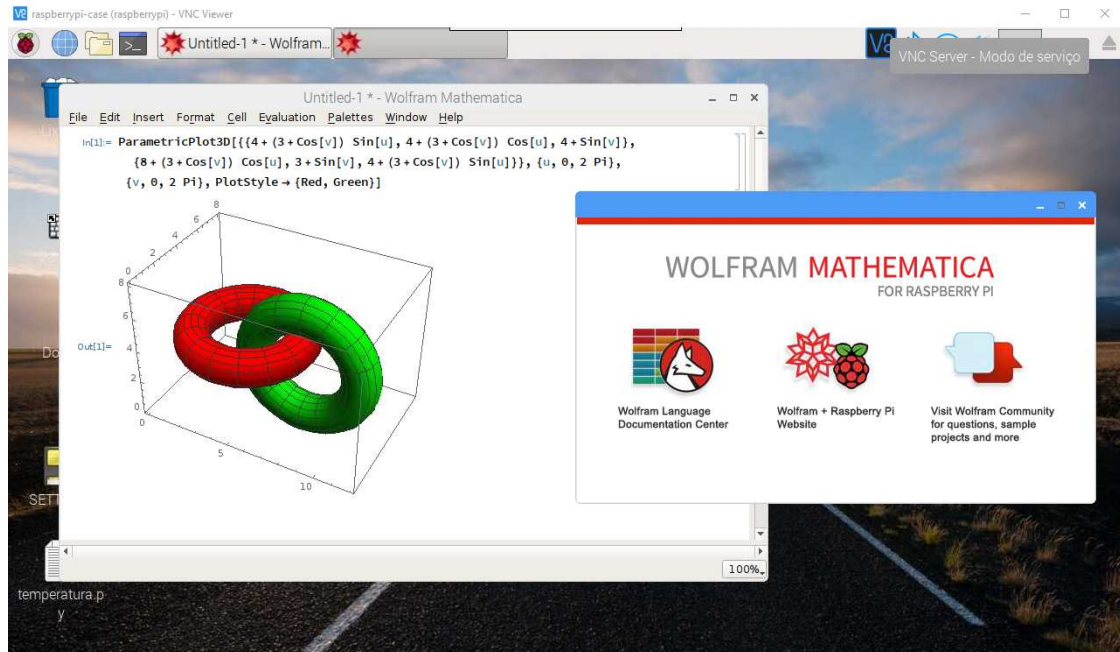 raspberrypi-case (raspberrypi) - VNC Viewer
Untitled-1 * - Wolfram...
VNC Server - Modo de serviço
Untitled-1 * - Wolfram Mathematica
File Edit Insert Format Cell Evaluation Palettes Window Help
In[1]:= ParametricPlot3D[{{4 + (3 + Cos[v]) Sin[u], 4 + (3 + Cos[v]) Cos[u], 4 + Sin[v]},
{8 + (3 + Cos[v]) Cos[u], 3 + Sin[v], 4 + (3 + Cos[v]) Sin[u]}}, {u, 0, 2 Pi},
{v, 0, 2 Pi}, PlotStyle → {Red, Green}]
8
6
4
2
0
8
6
Out[1]= 4
2
0
0
5
10
WOLFRAM MATHEMATICA
FOR RASPBERRY PI
Wolfram Language
Documentation Center
Wolfram + Raspberry Pi
Website
Visit Wolfram Community
for questions, sample
projects and more
100%
temperatura.p
y